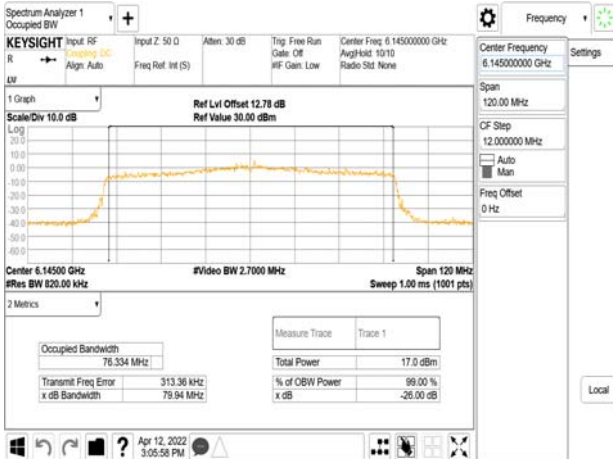 Spectrum Analyzer 1
Occupied BW
+
Frequency
KEYSIGHT
R
LXI
Input: RF
Coupling: DC
Align: Auto
Input Z: 50 Ω
Freq Ref: Int (S)
Atten: 30 dB
Trig: Free Run
Gate: Off
#IF Gain: Low
Center Freq: 6.145000000 GHz
Avg|Hold: 10/10
Radio Std: None
Center Frequency
6.145000000 GHz
Settings
Span
120.00 MHz
CF Step
12.000000 MHz
Auto
Man
Freq Offset
0 Hz
Local
1 Graph
Scale/Div 10.0 dB
Ref Lvl Offset 12.78 dB
Ref Value 30.00 dBm
Log
20.0
10.0
0.00
-10.0
-20.0
-30.0
-40.0
-50.0
-60.0
Center 6.14500 GHz
#Res BW 820.00 kHz
#Video BW 2.7000 MHz
Span 120 MHz
Sweep 1.00 ms (1001 pts)
2 Metrics
Measure Trace
Trace 1
Occupied Bandwidth
76.334 MHz
Total Power
17.0 dBm
Transmit Freq Error
313.36 kHz
% of OBW Power
99.00 %
x dB Bandwidth
79.94 MHz
x dB
-26.00 dB
?
Apr 12, 2022
3:05:58 PM